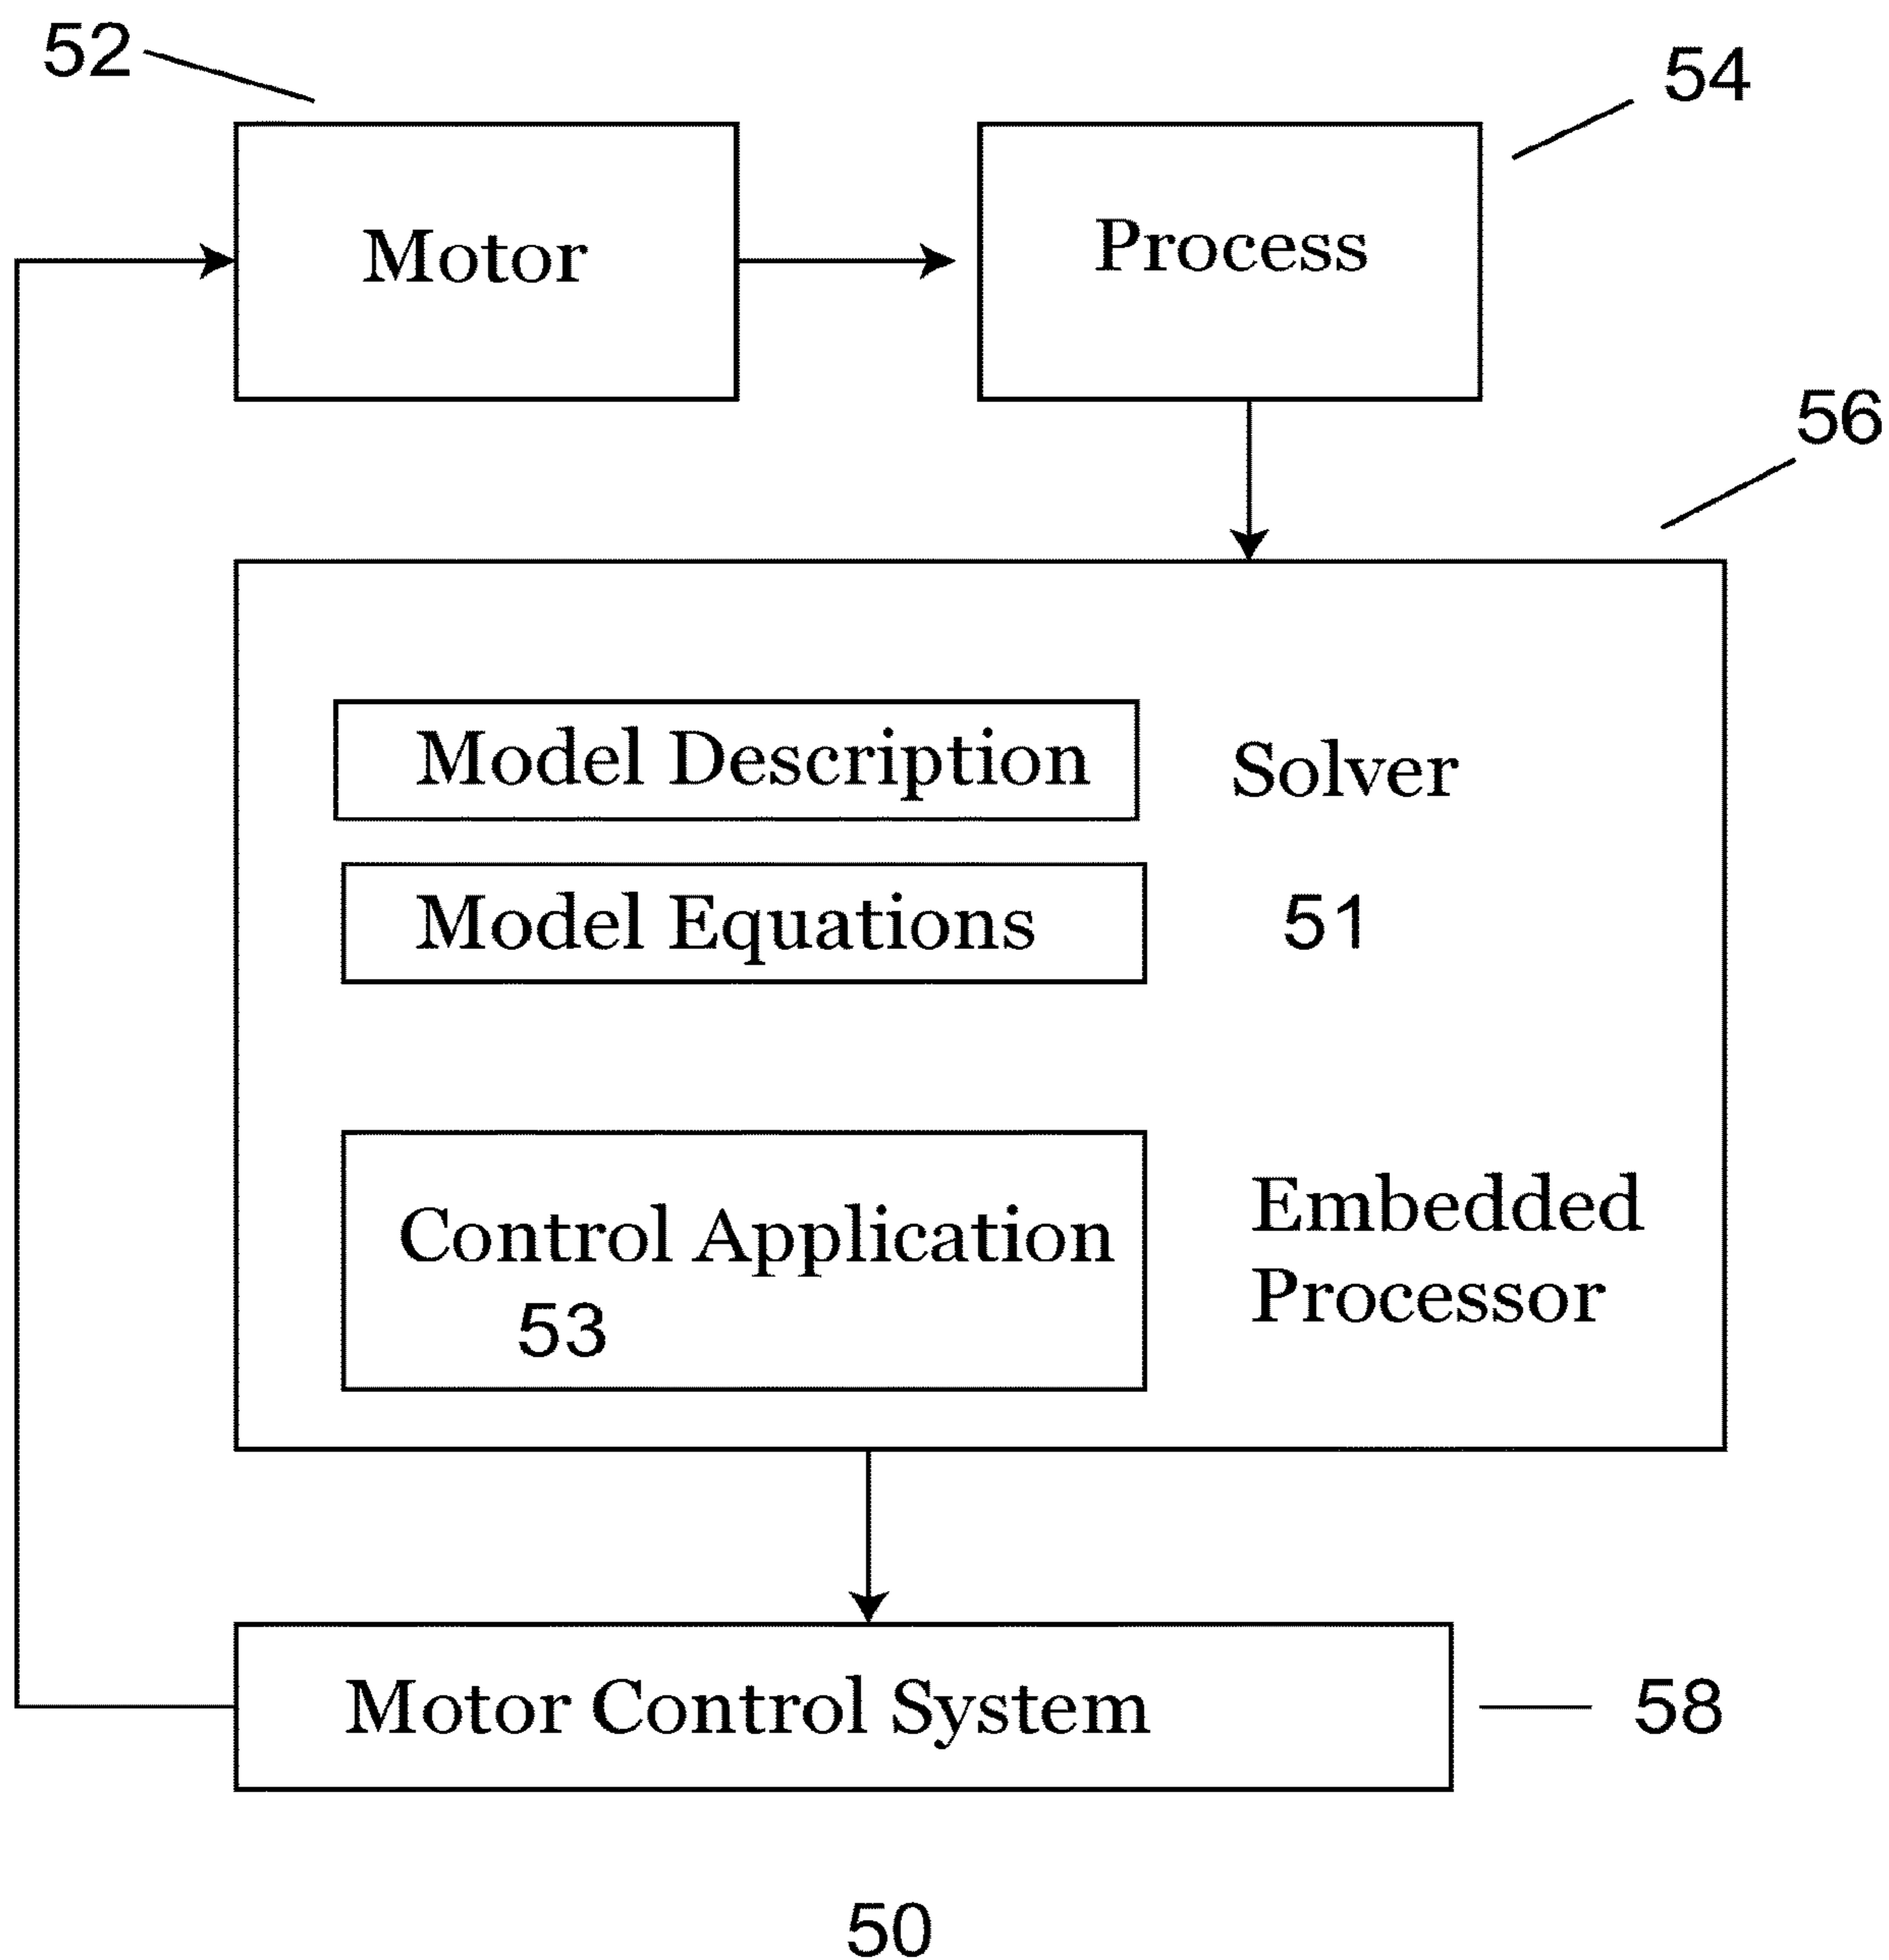 52
54
Motor
Process
56
Model Description
Solver
Model Equations
51
Control Application
53
Embedded
Processor
Motor Control System
58
50